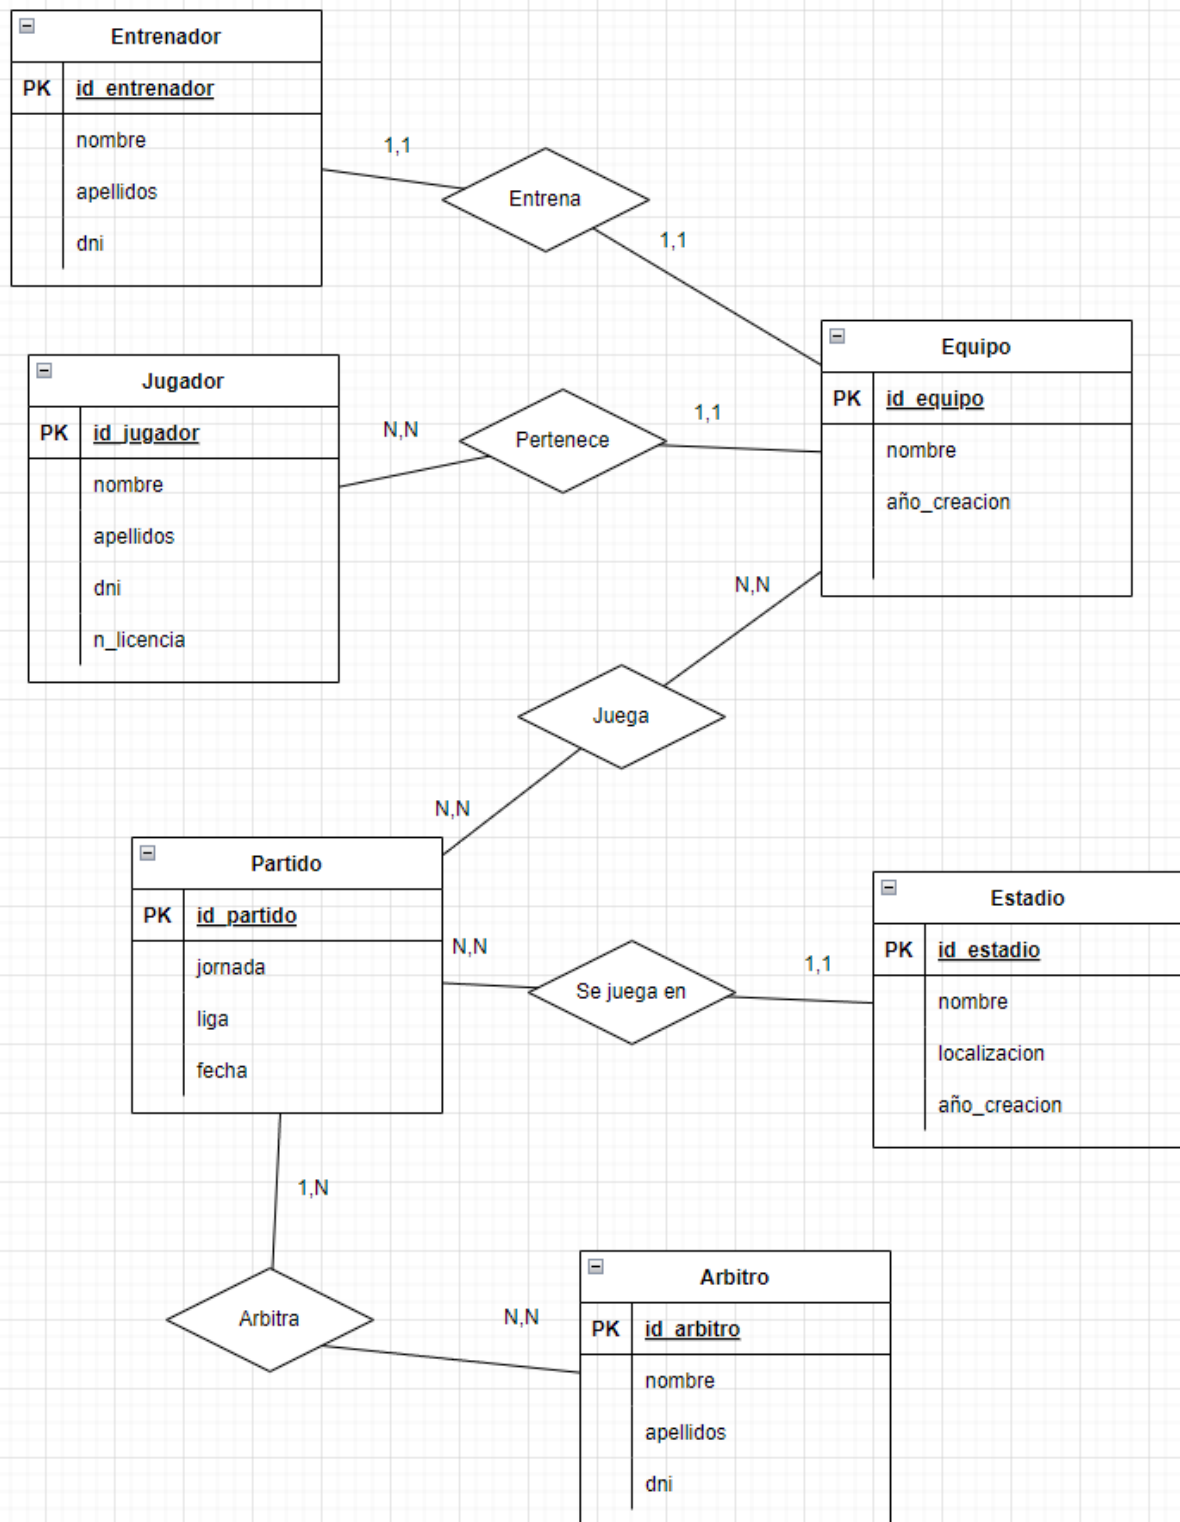 Entrenador
PK id_entrenador
nombre
apellidos
dni
1,1
Entrena
1,1
Equipo
PK id_equipo
nombre
año_creacion
Jugador
PK id_jugador
nombre
apellidos
dni
n_licencia
N,N
Pertenece
1,1
N,N
Juega
N,N
Partido
PK id_partido
jornada
liga
fecha
N,N
Se juega en
1,1
Estadio
PK id_estadio
nombre
localizacion
año_creacion
1,N
Arbitra
N,N
Arbitro
PK id_arbitro
nombre
apellidos
dni